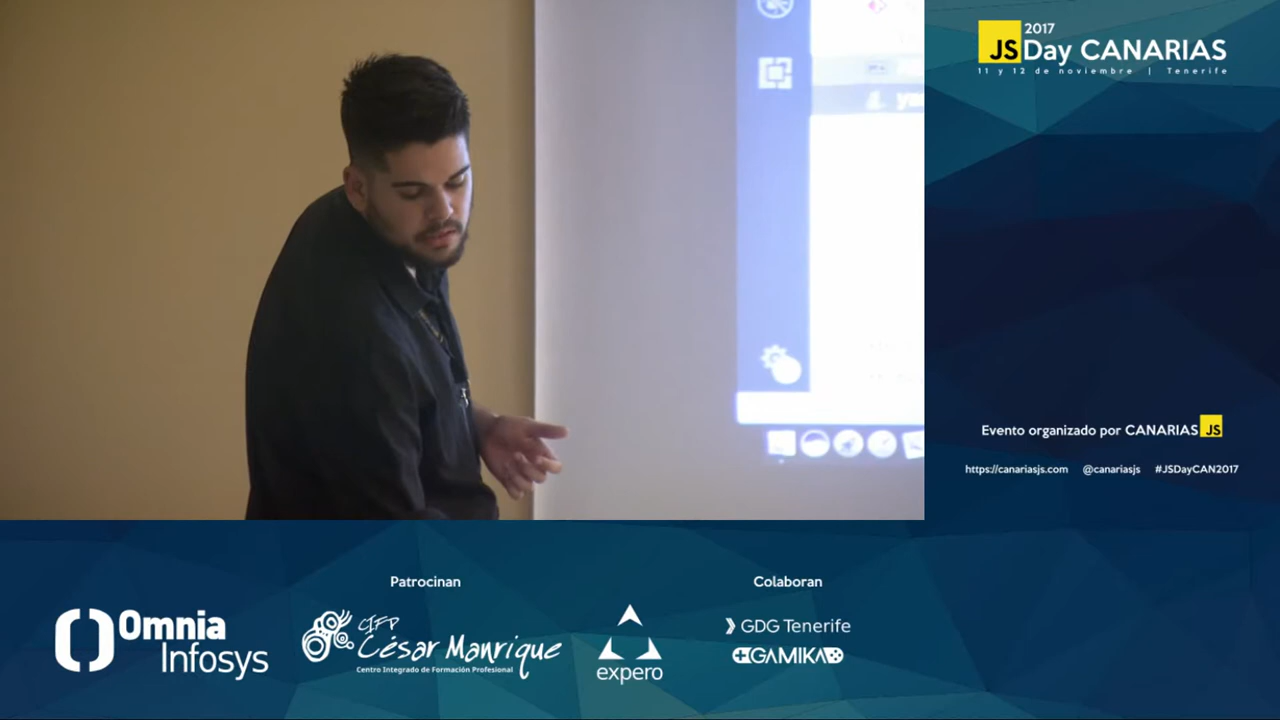 2017
JS Day CANARIAS
11 y 12 de noviembre | Tenerife
Evento organizado por CANARIAS JS
https://canariasjs.com @canariasjs #JSDayCAN2017
Patrocinan
Colaboran
Omnia
Infosys
CIFP
César Manrique
Centro Integrado de Formación Profesional
expero
GDG Tenerife
GAMIKA